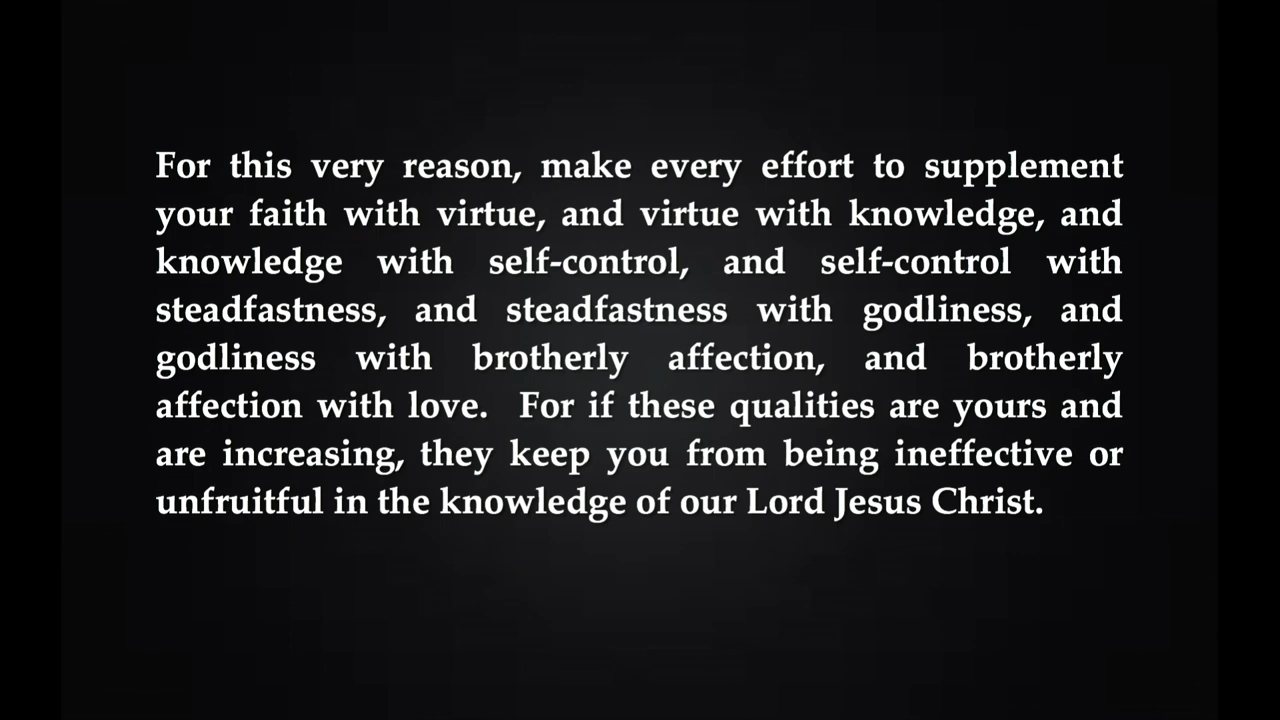 For this very reason, make every effort to supplement
your faith with virtue, and virtue with knowledge, and
knowledge with self-control, and self-control with
steadfastness, and steadfastness with godliness, and
godliness with brotherly affection, and brotherly
affection with love.  For if these qualities are yours and
are increasing, they keep you from being ineffective or
unfruitful in the knowledge of our Lord Jesus Christ.